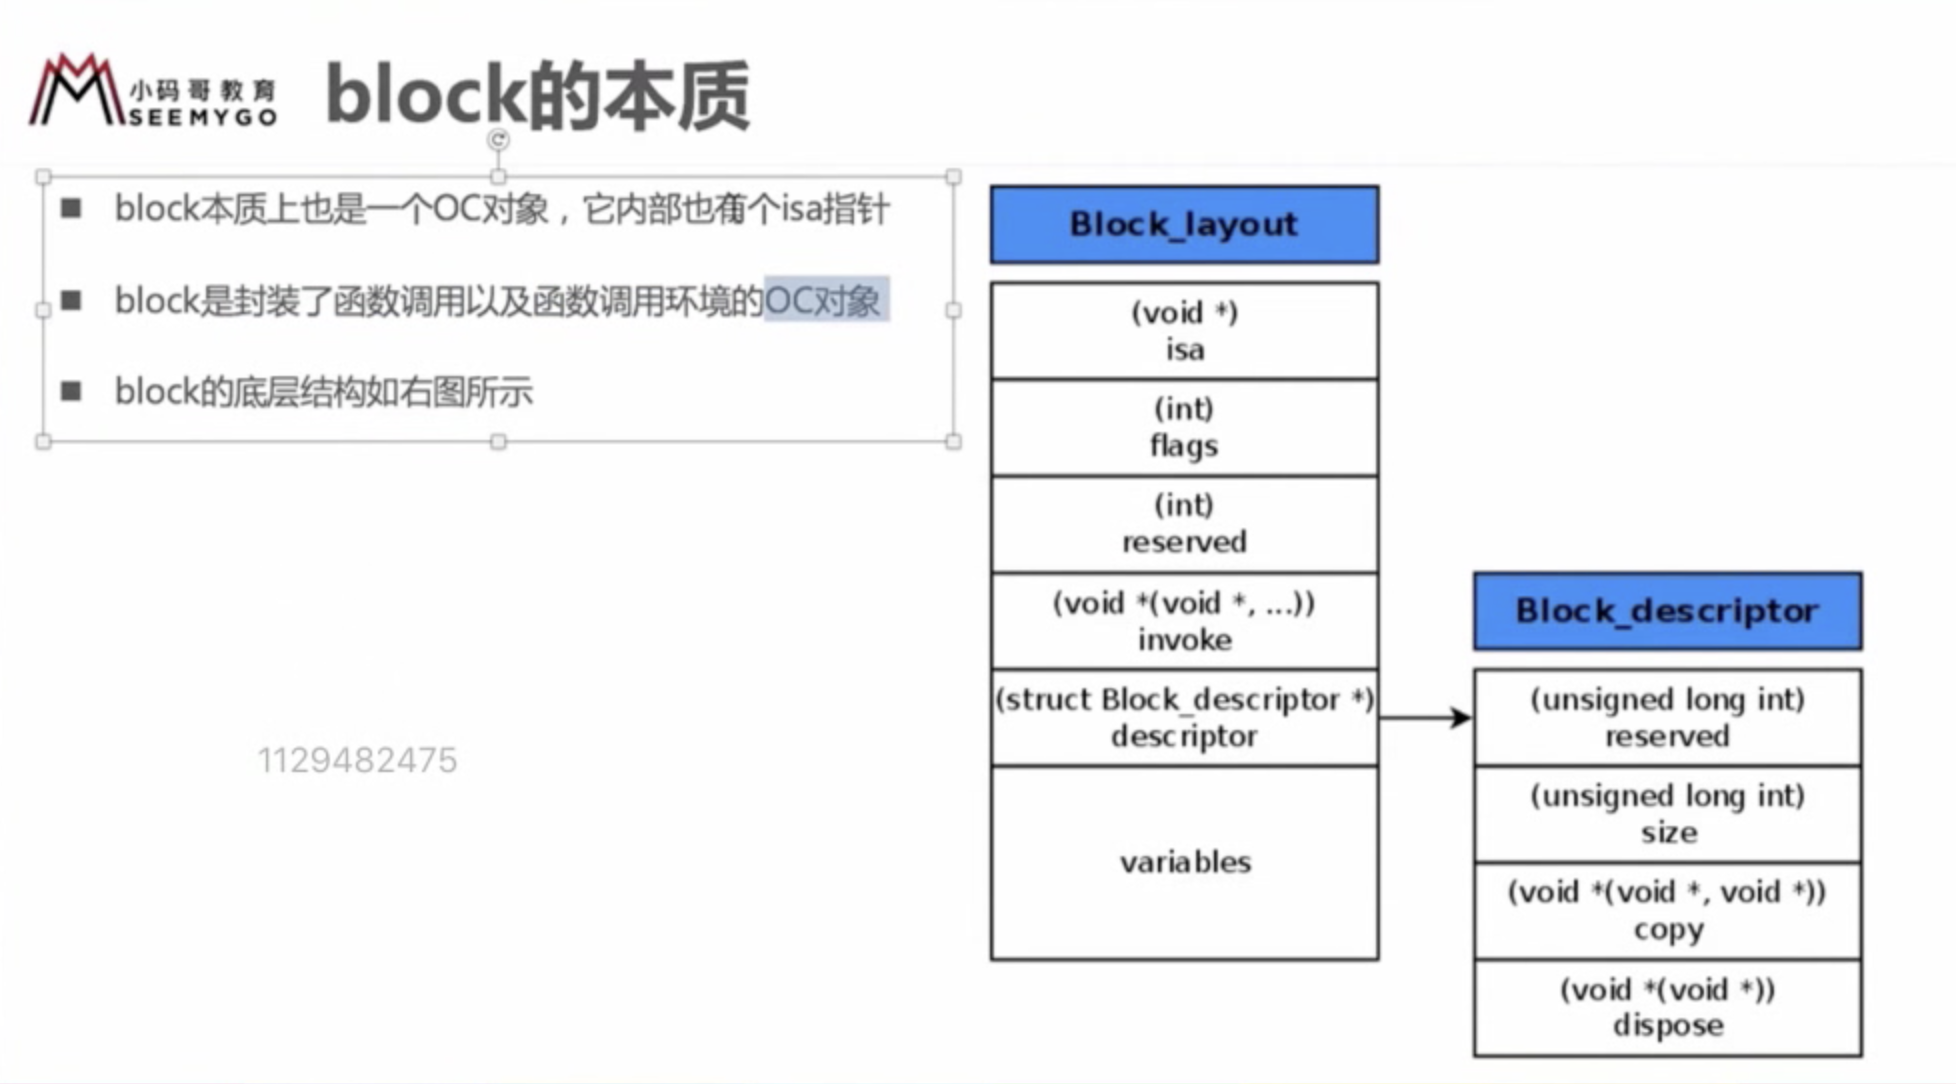 小码哥教育
SEEMYGO
block的本质
block本质上也是一个OC对象，它内部也有个isa指针
block是封装了函数调用以及函数调用环境的OC对象
block的底层结构如右图所示
1129482475
Block_layout
(void *)
isa
(int)
flags
(int)
reserved
(void *(void *, ...))
invoke
(struct Block_descriptor *)
descriptor
variables
Block_descriptor
(unsigned long int)
reserved
(unsigned long int)
size
(void *(void *, void *))
copy
(void *(void *))
dispose